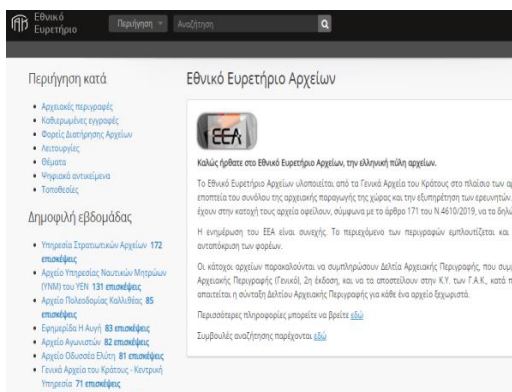 Εθνικό
Ευρετήριο
Περιήγηση
Αναζήτηση
Περιήγηση κατά
Αρχειακές περιγραφές
Καθιερωμένες εγγραφές
Φορείς Διατήρησης Αρχείων
Λειτουργίες
Θέματα
Ψηφιακά αντικείμενα
Τοποθεσίες
Δημοφιλή εβδομάδας
Υπηρεσία Στρατιωτικών Αρχείων 172
επισκέψεις
Αρχείο Υπηρεσίας Ναυτικών Μητρώων
(ΥΝΜ) του ΥΕΝ 131 επισκέψεις
Αρχείο Πολεοδομίας Καλλιθέας 85
επισκέψεις
Εφημερίδα Η Αυγή 83 επισκέψεις
Αρχείο Αγωνιστών 82 επισκέψεις
Αρχείο Οδυσσέα Ελύτη 81 επισκέψεις
Γενικά Αρχεία του Κράτους - Κεντρική
Υπηρεσία 71 επισκέψεις
Εθνικό Ευρετήριο Αρχείων
ΕΕΑ
Καλώς ήρθατε στο Εθνικό Ευρετήριο Αρχείων, την ελληνική πύλη αρχείων.
Το Εθνικό Ευρετήριο Αρχείων υλοποιείται από τα Γενικά Αρχεία του Κράτους στο πλαίσιο των
εποπτεία του συνόλου της αρχειακής παραγωγής της χώρας και την εξυπηρέτηση των ερευνητών.
έχουν στην κατοχή τους αρχεία οφείλουν, σύμφωνα με το άρθρο 171 του Ν.4610/2019, να το
Η ενημέρωση του ΕΕΑ είναι συνεχής. Το περιεχόμενο των περιγραφών εμπλουτίζεται και
ανταπόκριση των φορέων.
Οι κάτοχοι αρχείων παρακαλούνται να συμπληρώσουν Δελτία Αρχειακής Περιγραφής, που
Αρχειακής Περιγραφής (Γενικό), 2η έκδοση, και να τα αποστείλουν στην Κ.Υ. των Γ.Α.Κ., κατά
απαιτείται η σύνταξη Δελτίου Αρχειακής Περιγραφής για κάθε ένα αρχείο ξεχωριστά.
Περισσότερες πληροφορίες μπορείτε να βρείτε εδώ
Συμβουλές αναζήτησης παρέχονται εδώ